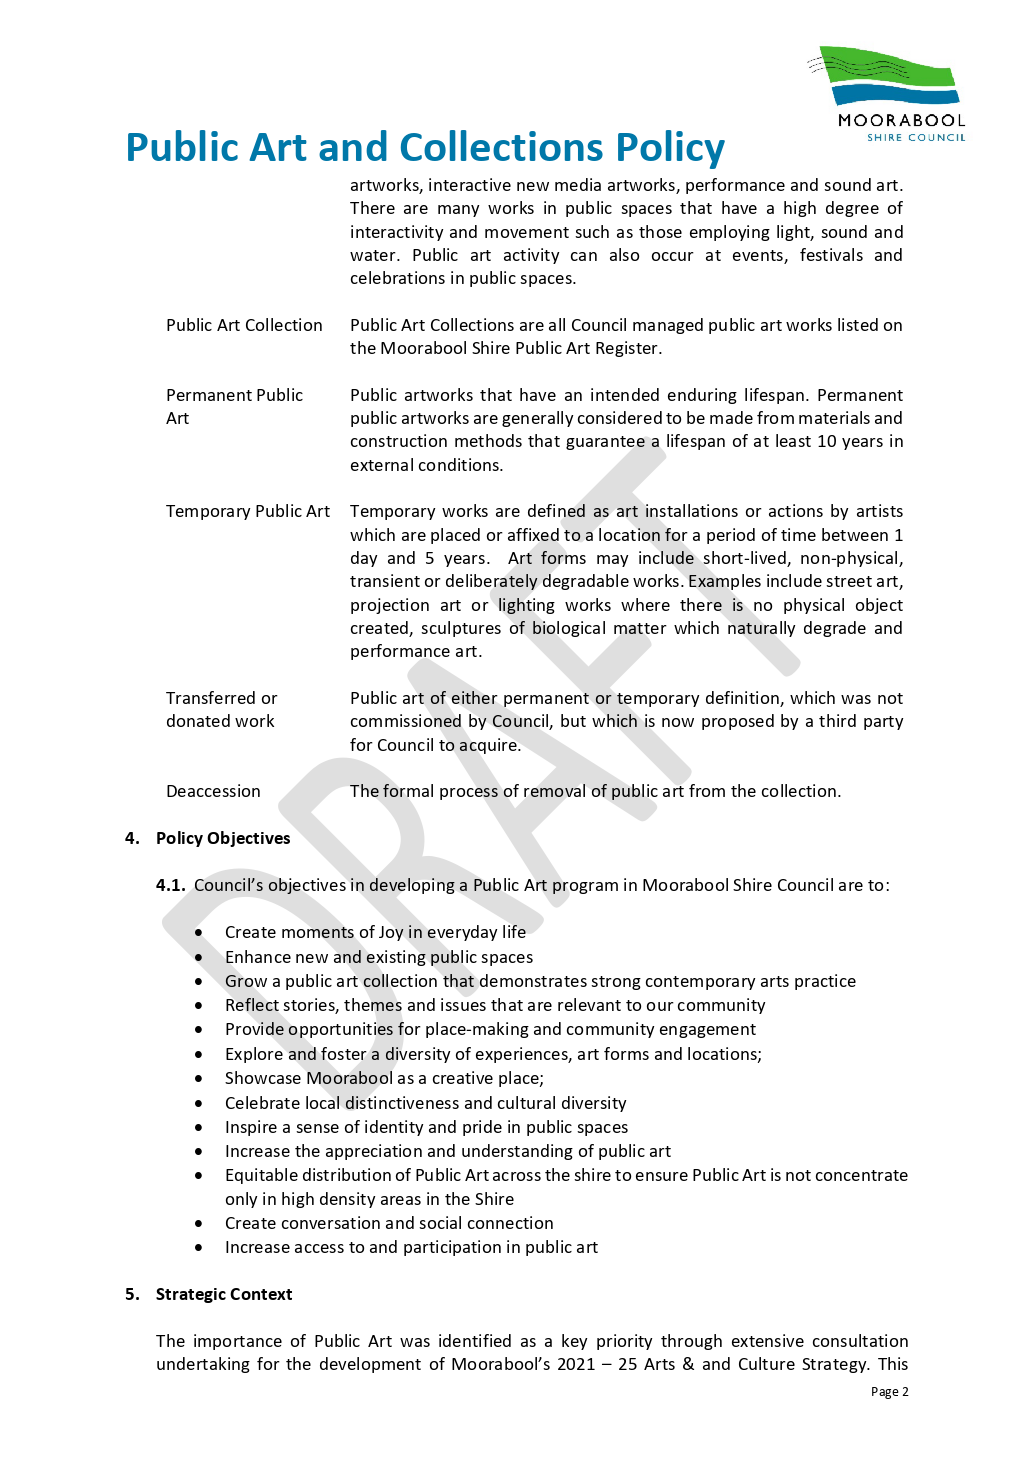 MOORABOOL
SHIRE COUNCIL
Public Art and Collections Policy
artworks, interactive new media artworks, performance and sound art.
There are many works in public spaces that have a high degree of
interactivity and movement such as those employing light, sound and
water. Public art activity can also occur at events, festivals and
celebrations in public spaces.
Public Art Collection
Public Art Collections are all Council managed public art works listed on
the Moorabool Shire Public Art Register.
Permanent Public
Art
Public artworks that have an intended enduring lifespan. Permanent
public artworks are generally considered to be made from materials and
construction methods that guarantee a lifespan of at least 10 years in
external conditions.
Temporary Public Art
Temporary works are defined as art installations or actions by artists
which are placed or affixed to a location for a period of time between 1
day and 5 years. Art forms may include short-lived, non-physical,
transient or deliberately degradable works. Examples include street art,
projection art or lighting works where there is no physical object
created, sculptures of biological matter which naturally degrade and
performance art.
Transferred or
donated work
Public art of either permanent or temporary definition, which was not
commissioned by Council, but which is now proposed by a third party
for Council to acquire.
Deaccession
The formal process of removal of public art from the collection.
4. Policy Objectives
4.1. Council's objectives in developing a Public Art program in Moorabool Shire Council are to:
• Create moments of Joy in everyday life
• Enhance new and existing public spaces
• Grow a public art collection that demonstrates strong contemporary arts practice
• Reflect stories, themes and issues that are relevant to our community
• Provide opportunities for place-making and community engagement
• Explore and foster a diversity of experiences, art forms and locations;
• Showcase Moorabool as a creative place;
• Celebrate local distinctiveness and cultural diversity
• Inspire a sense of identity and pride in public spaces
• Increase the appreciation and understanding of public art
• Equitable distribution of Public Art across the shire to ensure Public Art is not concentrate
only in high density areas in the Shire
• Create conversation and social connection
• Increase access to and participation in public art
5. Strategic Context
The importance of Public Art was identified as a key priority through extensive consultation
undertaking for the development of Moorabool's 2021 – 25 Arts & and Culture Strategy. This
Page 2
DRAFT